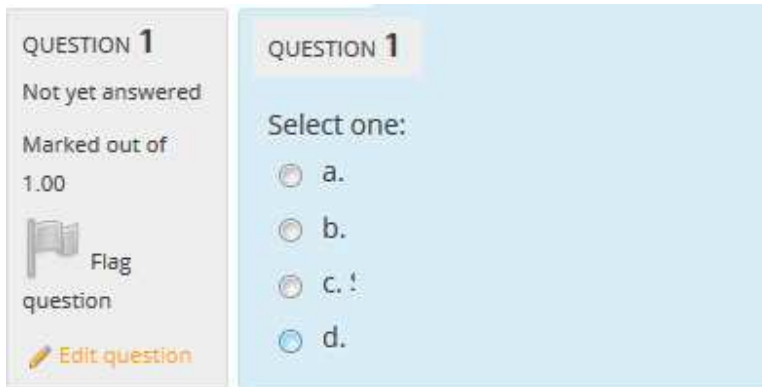 QUESTION 1
Not yet answered
Marked out of
1.00
Flag
question
Edit question
QUESTION 1
Select one:
a.
b.
c.
d.